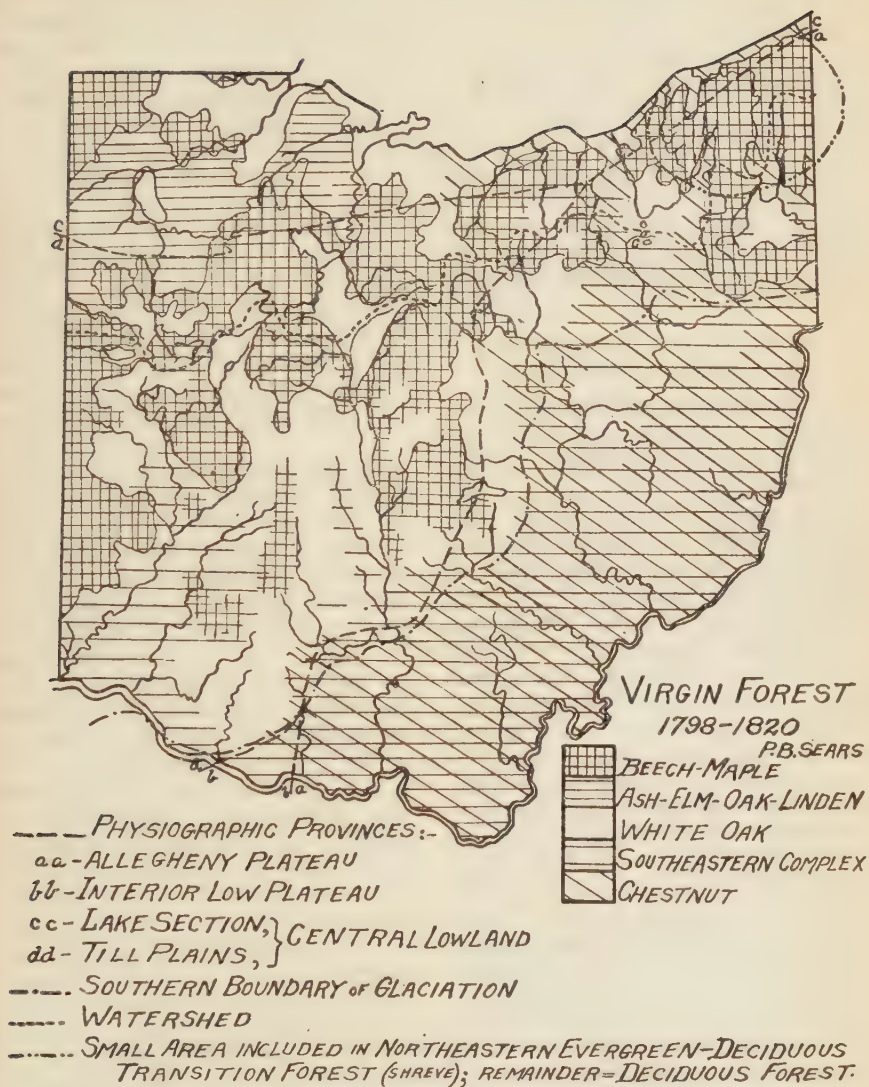 c
a
c
a
VIRGIN FOREST
1798-1820
P.B.SEARS
BEECH-MAPLE
ASH-ELM-OAK-LINDEN
WHITE OAK
SOUTHEASTERN COMPLEX
CHESTNUT
d
b
b a
PHYSIOGRAPHIC PROVINCES:-
aa-ALLEGHENY PLATEAU
bb-INTERIOR LOW PLATEAU
cc-LAKE SECTION, } CENTRAL LOWLAND
dd-TILL PLAINS,
SOUTHERN BOUNDARY OF GLACIATION
WATERSHED
SMALL AREA INCLUDED IN NORTHEASTERN EVERGREEN-DECIDUOUS
TRANSITION FOREST (SHREVE); REMAINDER=DECIDUOUS FOREST.